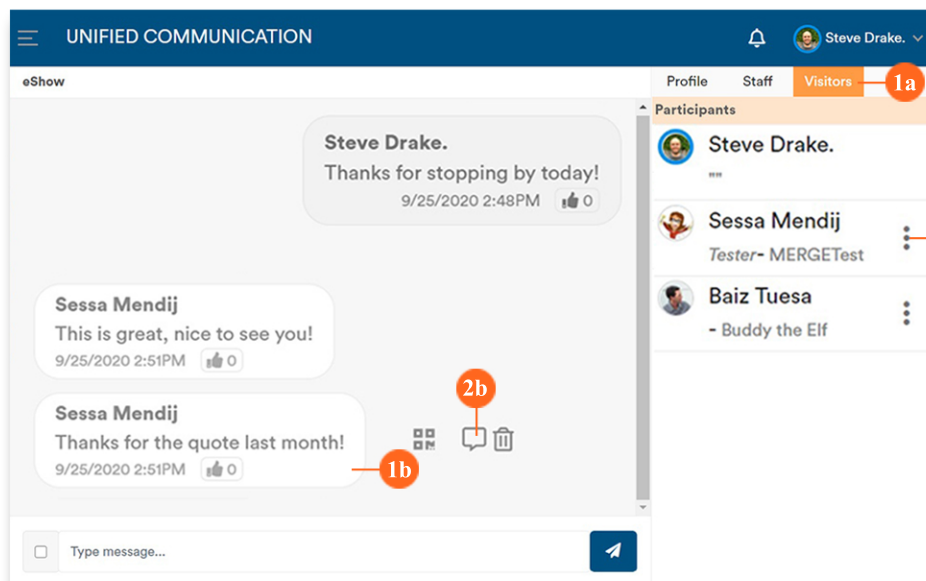 UNIFIED COMMUNICATION
Steve Drake.
eShow
Profile Staff Visitors 1a
Participants
Steve Drake.
Thanks for stopping by today!
9/25/2020 2:48PM 0
Sessa Mendij
This is great, nice to see you!
9/25/2020 2:51PM 0
Sessa Mendij
Thanks for the quote last month!
9/25/2020 2:51PM 0
1b
2b
Type message...
Steve Drake.
""
Sessa Mendij
Tester- MERGETest
Baiz Tuesa
- Buddy the Elf